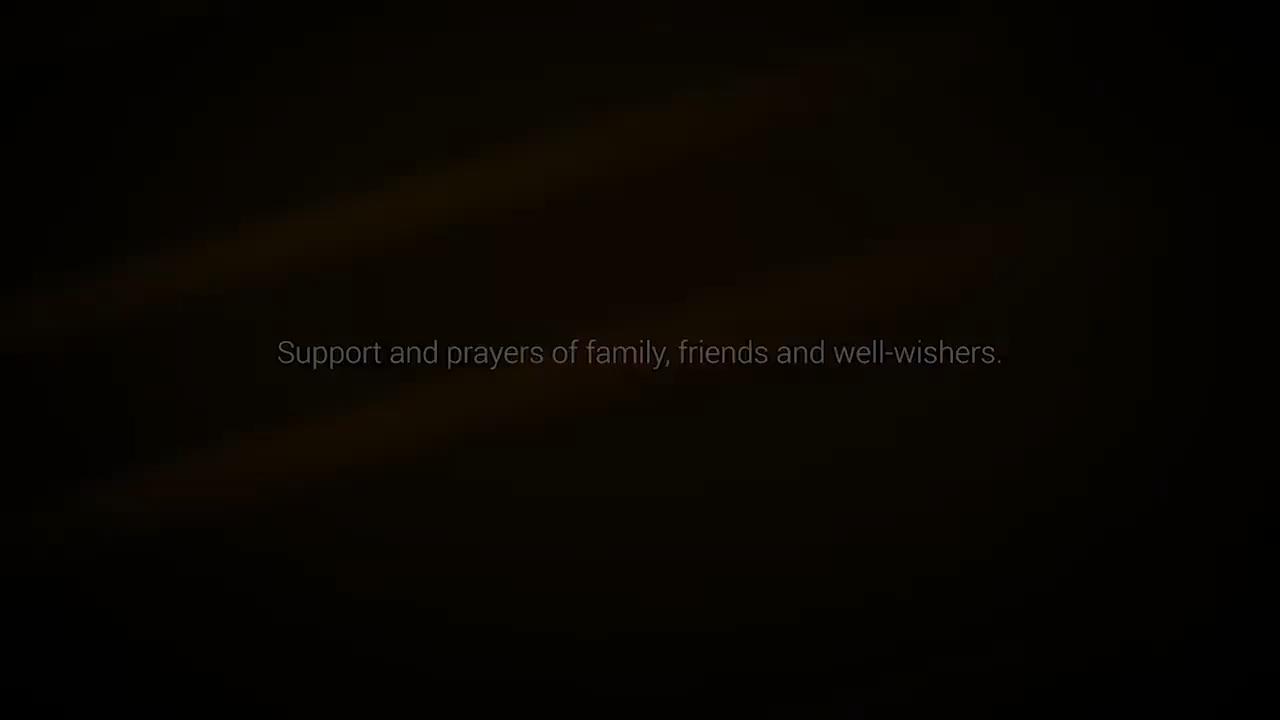 Support and prayers of family, friends and well-wishers.